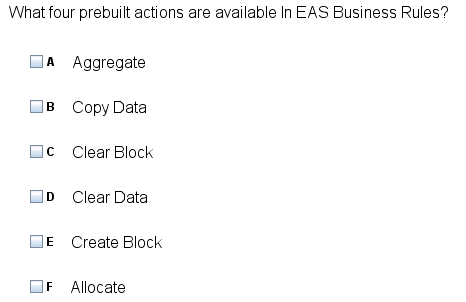 What four prebuilt actions are available In EAS Business Rules?
A Aggregate
B Copy Data
C Clear Block
D Clear Data
E Create Block
F Allocate